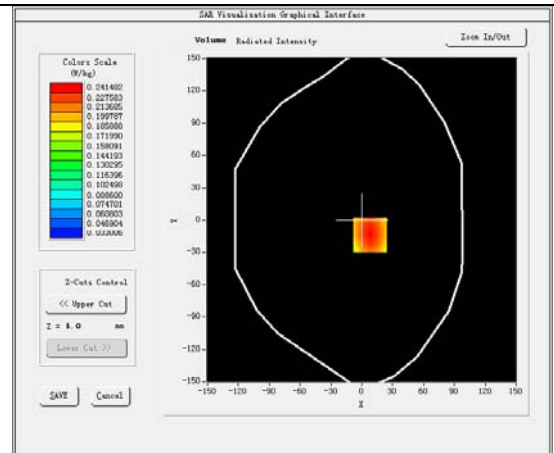 SAR Visualisation Graphical Interface
Volume Radiated Intensity
Zoom In/Out
Colors Scale
(W/kg)
0.241482
0.227583
0.213685
0.199787
0.185888
0.171990
0.158091
0.144193
0.130295
0.116396
0.102498
0.088600
0.074701
0.060803
0.046904
0.033006
150
120
90
60
30
0
-30
-60
-90
-120
-150
Y
-150 -120 -90 -60 -30 0 30 60 90 120 150
X
Z-Cuts Control
<< Upper Cut
Z = 4.0 mm
Lower Cut >>
SAVE Cancel